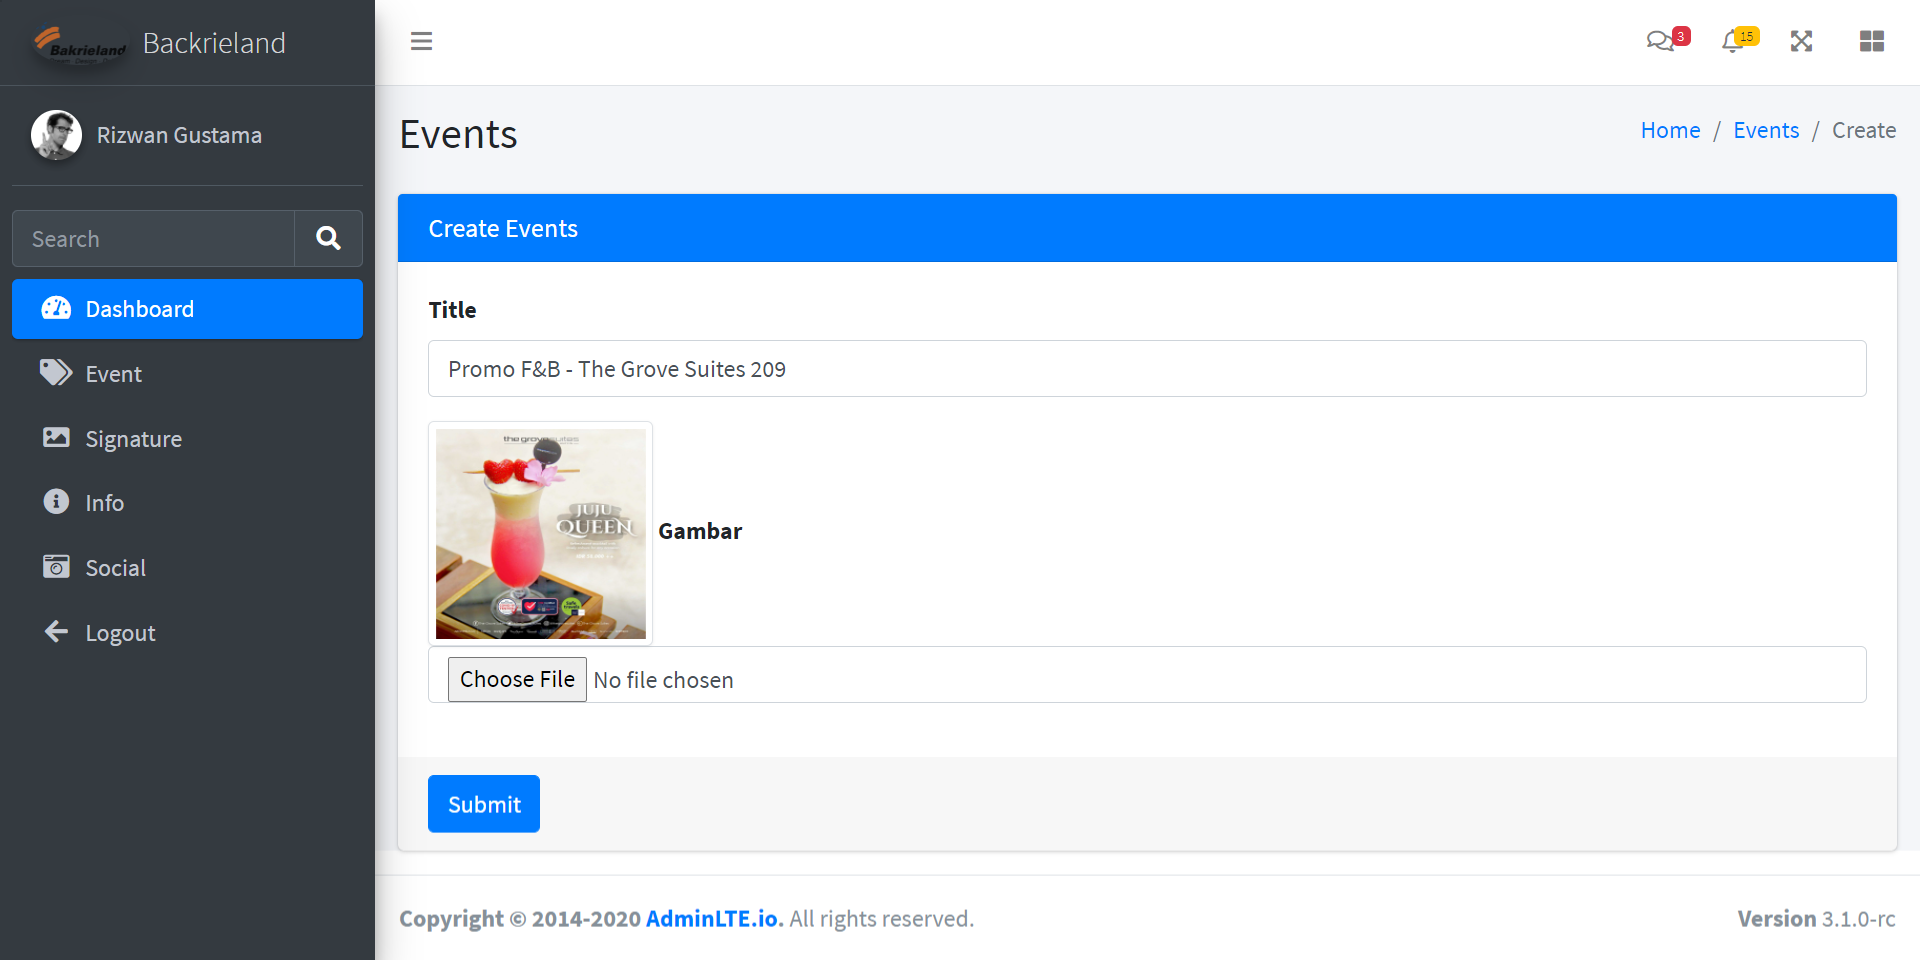 Bakrieland
Backrieland
3
15
Rizwan Gustama
Events
Home / Events / Create
Search
Create Events
Dashboard
Title
Promo F&B - The Grove Suites 209
Event
Signature
the grove suites
JUJU
QUEEN
Gambar
Info
Social
Logout
Choose File No file chosen
Submit
Copyright © 2014-2020 AdminLTE.io. All rights reserved.
Version 3.1.0-rc